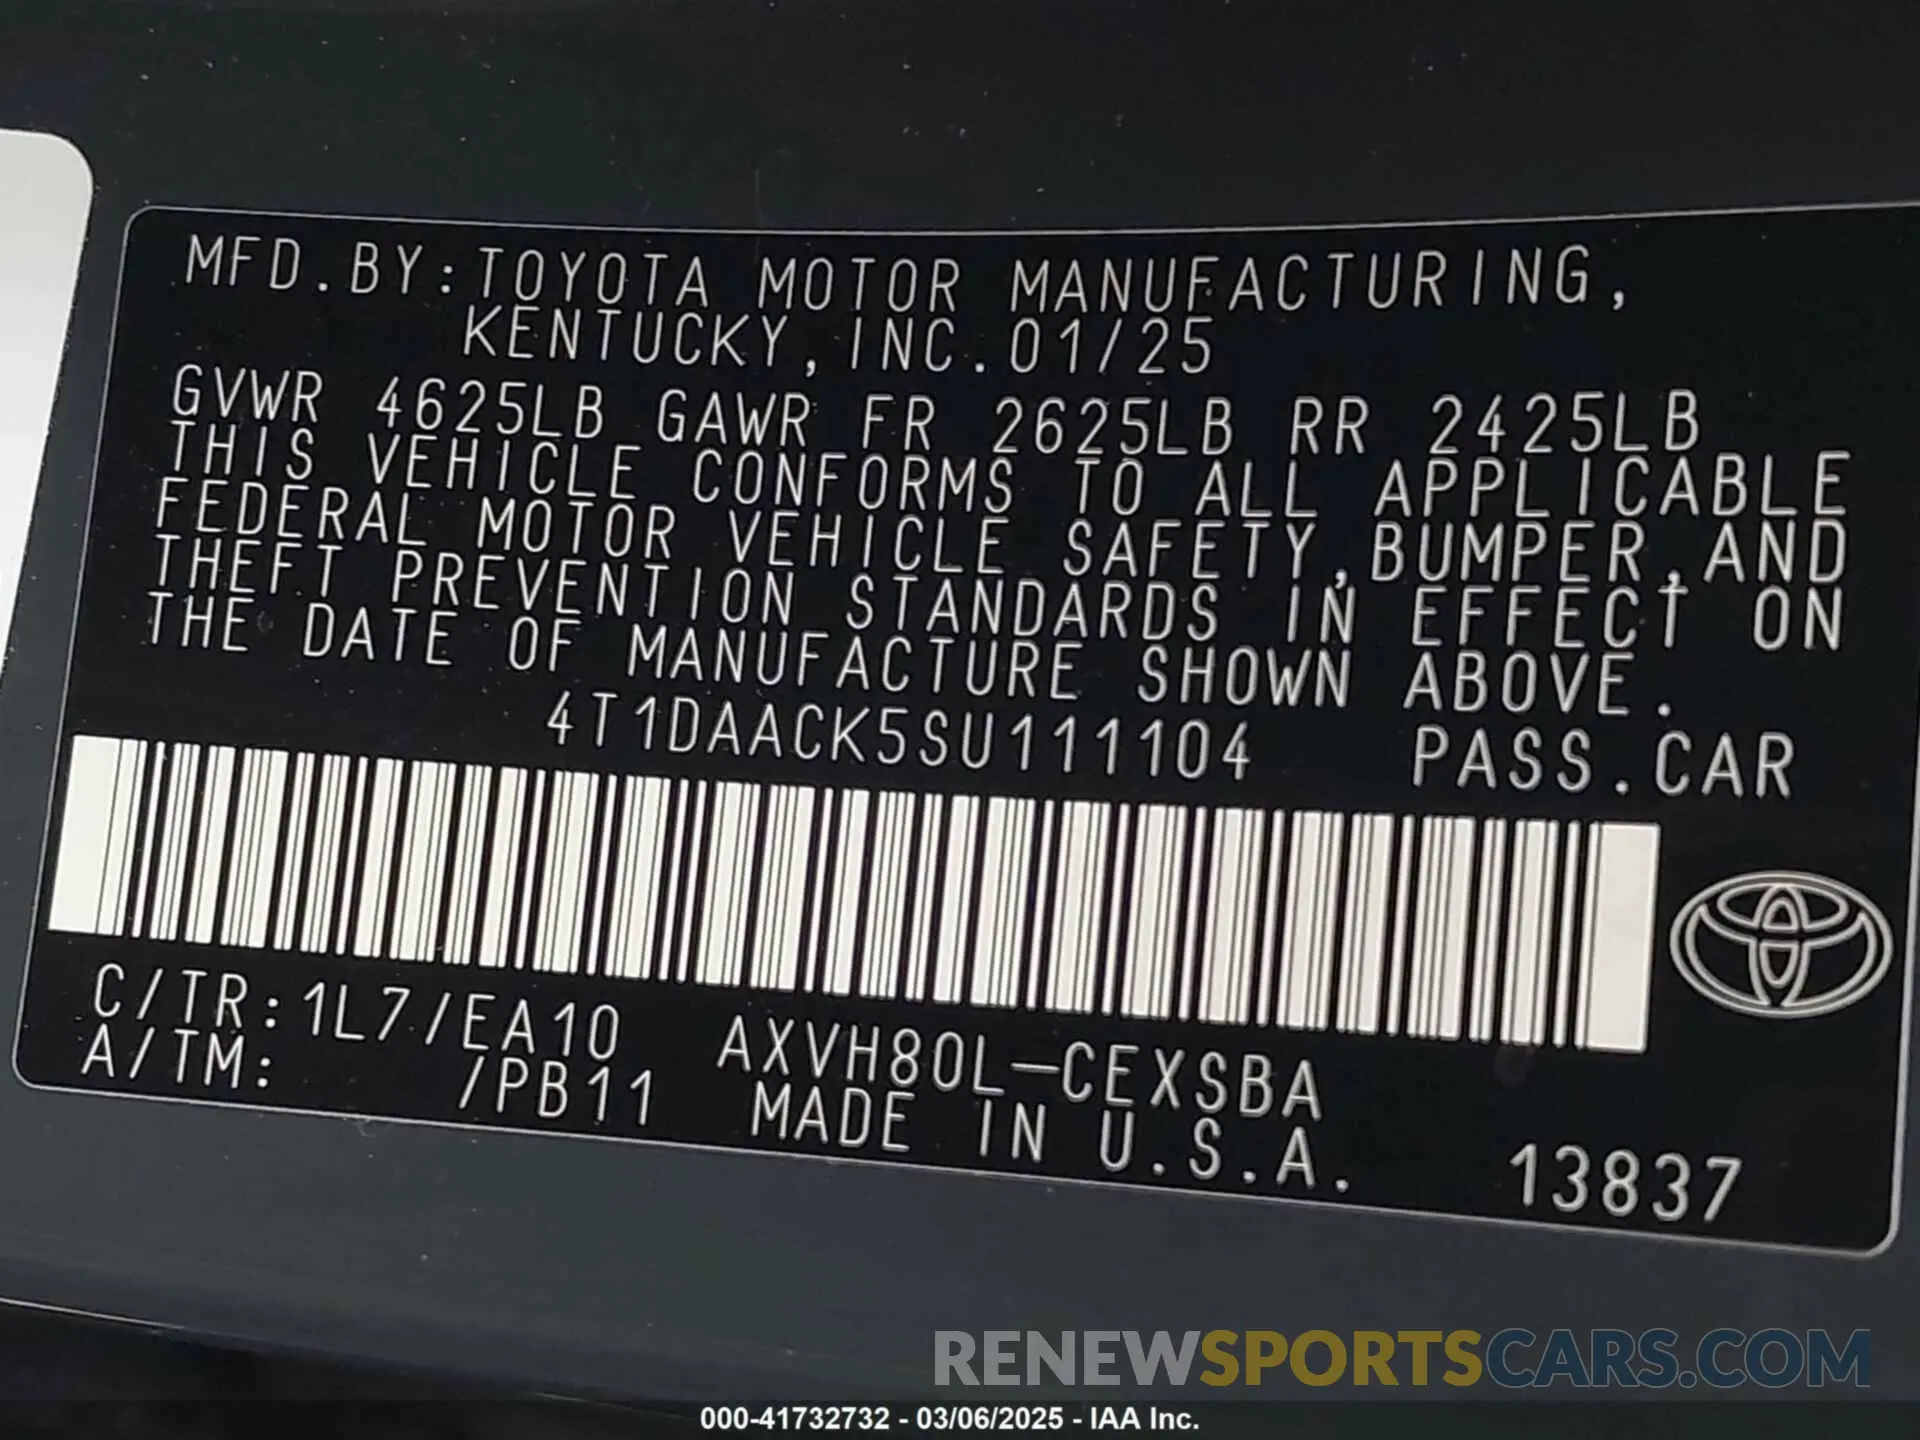 MFD.BY:TOYOTA MOTOR MANUFACTURING,
KENTUCKY,INC.01/25
GVWR 4625LB GAWR FR 2625LB RR 2425LB
THIS VEHICLE CONFORMS TO ALL APPLICABLE
FEDERAL MOTOR VEHICLE SAFETY,BUMPER,AND
THEFT PREVENTION STANDARDS IN EFFECT ON
THE DATE OF MANUFACTURE SHOWN ABOVE.
4T1DAACK5SU111104 PASS.CAR
C/TR:1L7/EA10 AXVH80L-CEXSBA
A/TM: /PB11 MADE IN U.S.A. 13837
RENEWSPORTSCARS.COM
000-41732732 - 03/06/2025 - IAA Inc.